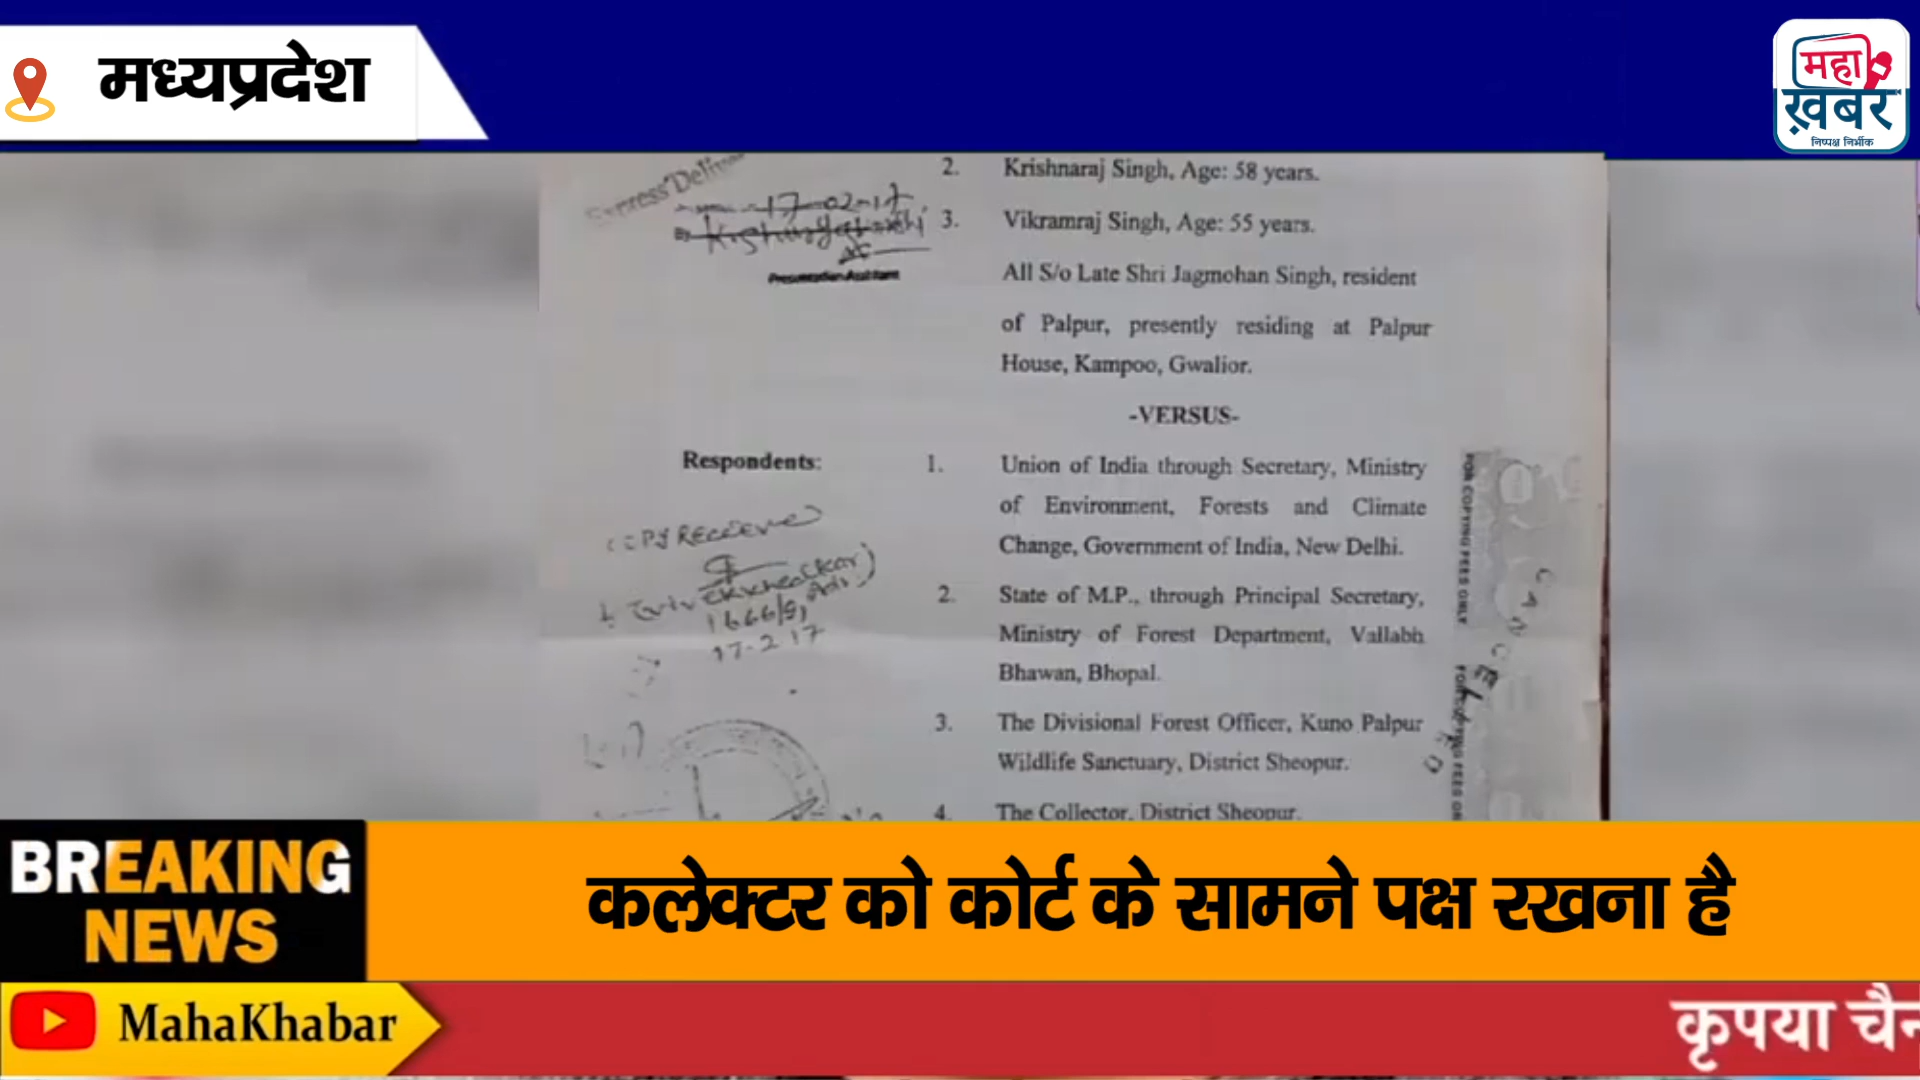 मध्यप्रदेश
महा
ख़बर
निष्पक्ष निर्भीक
2. Krishnaraj Singh, Age: 58 years.
17-02-17
3. Vikramraj Singh, Age: 55 years.
All S/o Late Shri Jagmohan Singh, resident
of Palpur, presently residing at Palpur
House, Kampoo, Gwalior.
-VERSUS-
Respondents: 1. Union of India through Secretary, Ministry
of Environment, Forests and Climate
Change, Government of India, New Delhi.
2. State of M.P., through Principal Secretary,
Ministry of Forest Department, Vallabh
Bhawan, Bhopal.
3. The Divisional Forest Officer, Kuno Palpur
Wildlife Sanctuary, District Sheopur.
4. The Collector, District Sheopur.
17-2-17
FOR COPYING FEES ONLY
BREAKING
NEWS
कलेक्टर को कोर्ट के सामने पक्ष रखना है
MahaKhabar
कृपया